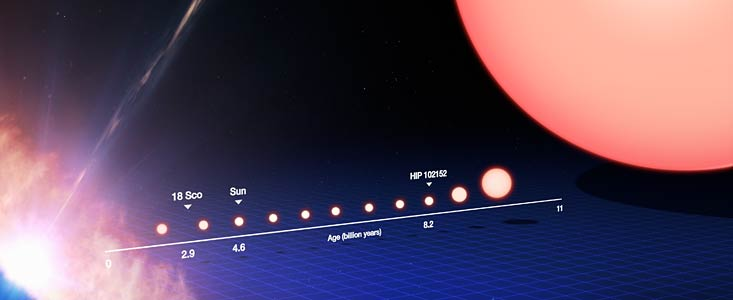 HIP 102152
Sun
18 Sco
0
2.9
4.6
Age (billion years)
8.2
11